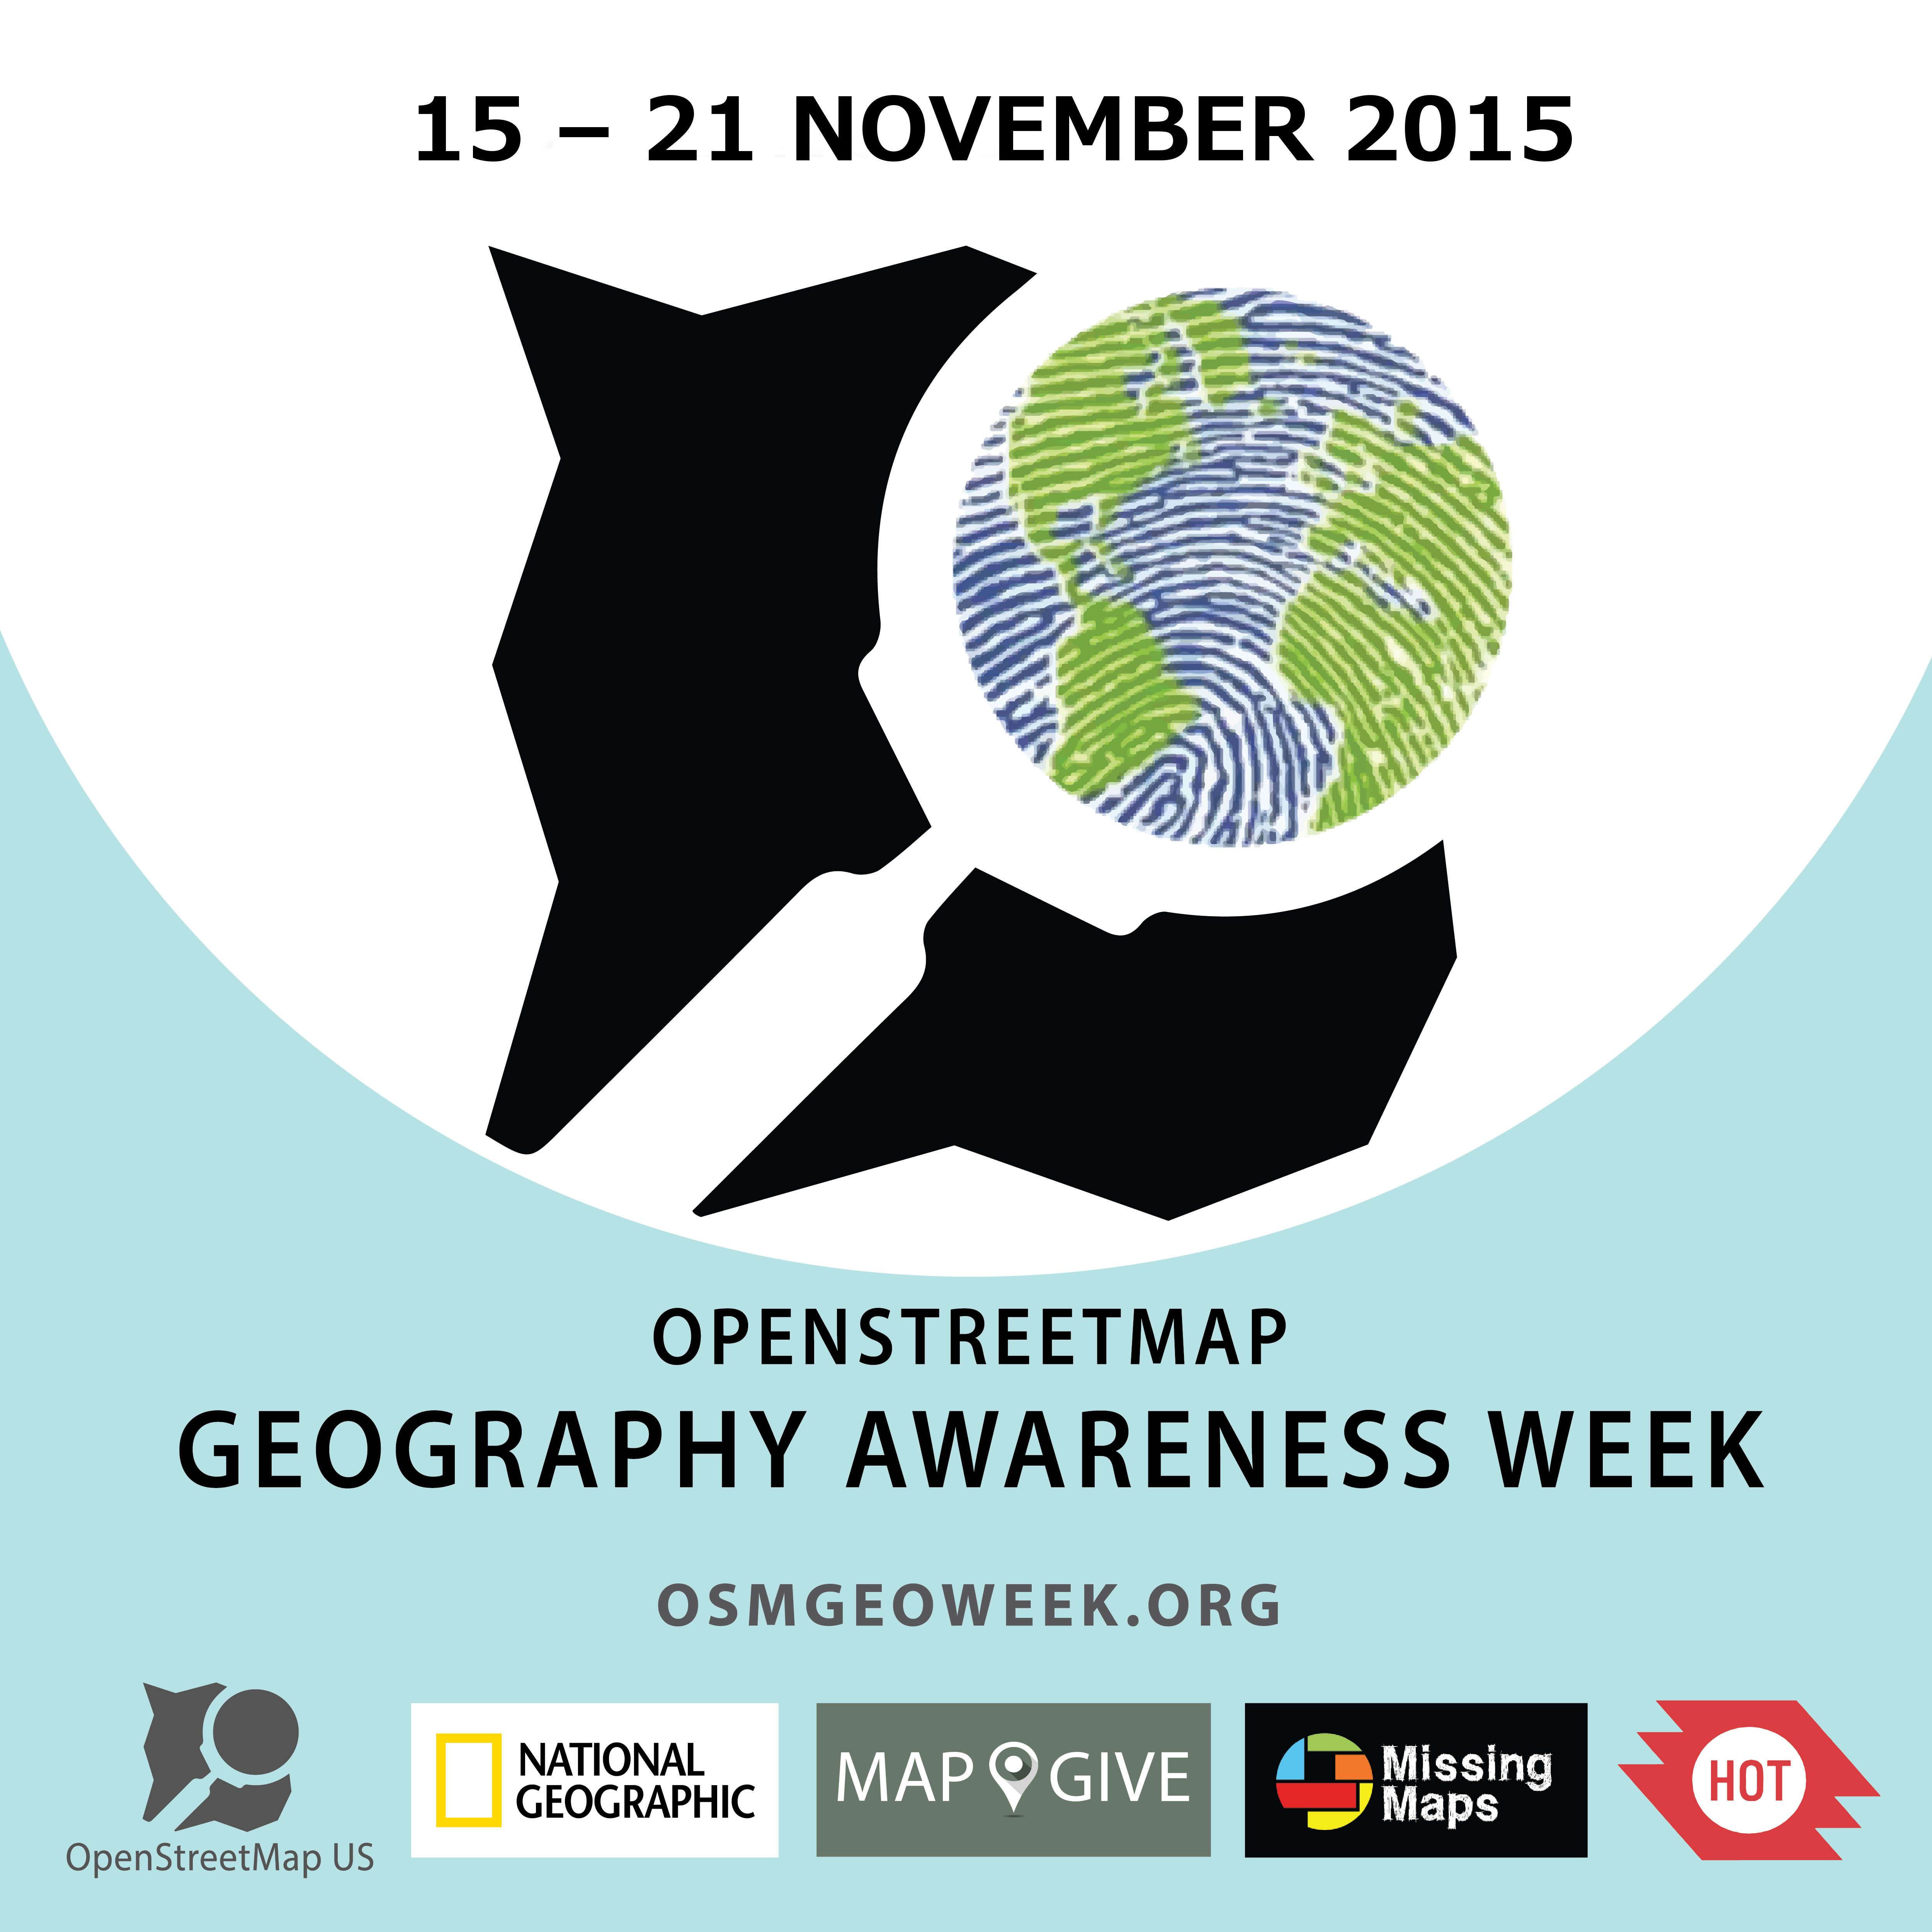 15 – 21 NOVEMBER 2015
OPENSTREETMAP
GEOGRAPHY AWARENESS WEEK
OSMGEOWEEK.ORG
OpenStreetMap US
NATIONAL
GEOGRAPHIC
MAP GIVE
Missing
Maps
HOT